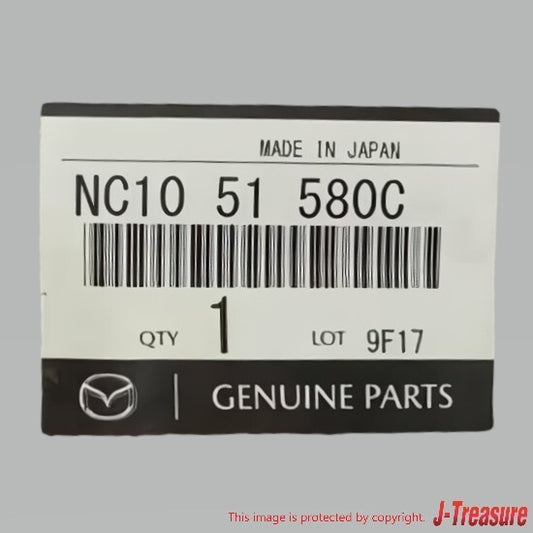 MADE IN JAPAN
NC10 51 580C
QTY 1 LOT 9F17
GENUINE PARTS
This image is protected by copyright. J-Treasure